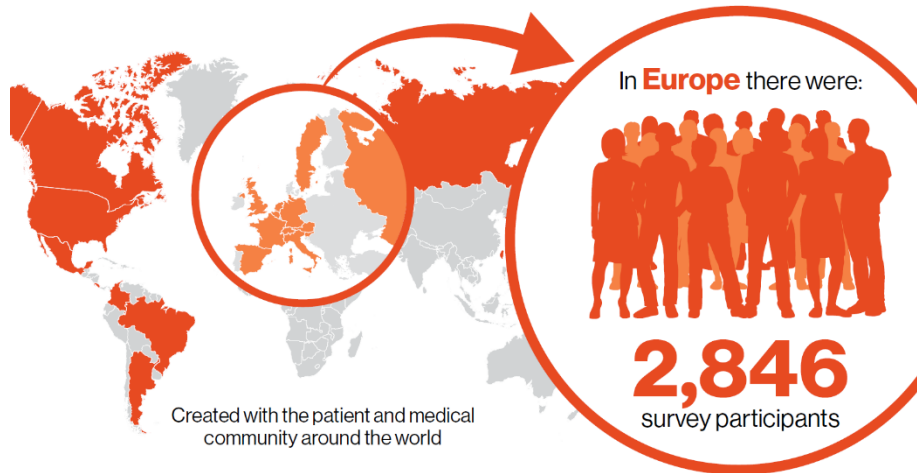 In Europe there were:
2,846
survey participants
Created with the patient and medical
community around the world